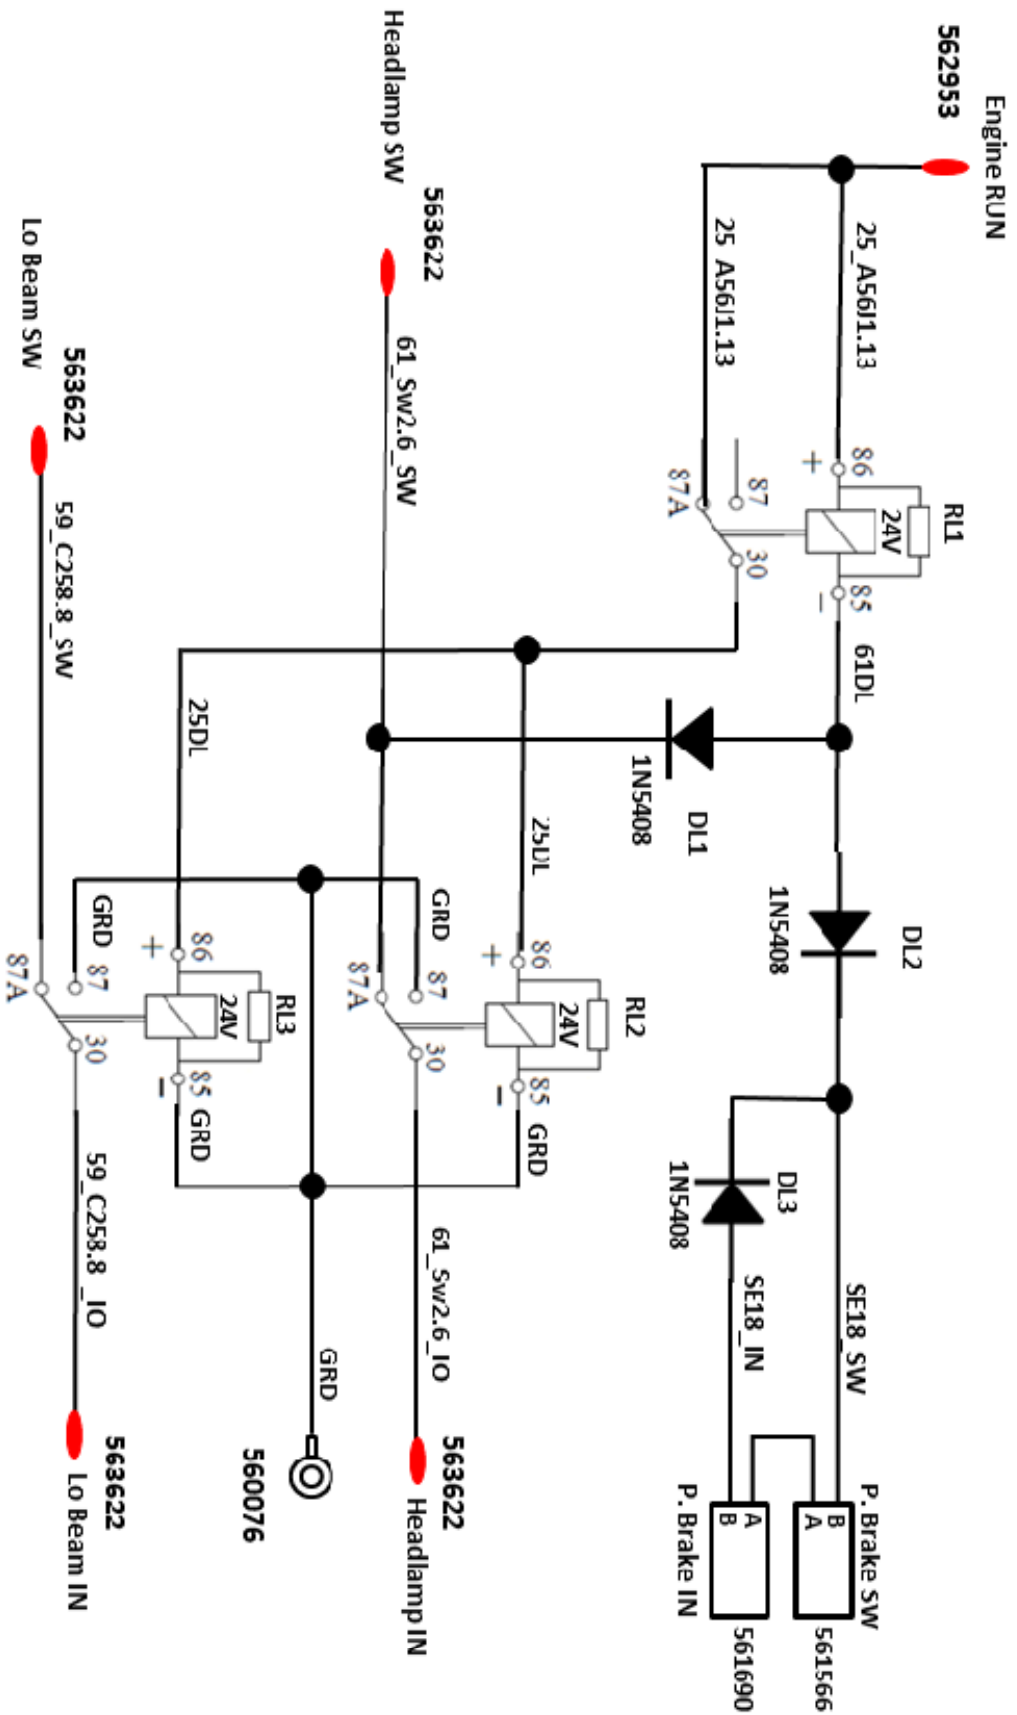 Engine RUN
562953
25_A56J1.13
25 A56J1.13
RL1
86
24V
85
+
–
87
87A
30
61DL
DL1
1N5408
DL2
1N5408
DL3
1N5408
SE18_SW
SE18_IN
P. Brake SW
B
A
561566
P. Brake IN
A
B
561690
Headlamp SW
563622
61_Sw2.6_SW
25DL
RL2
86
24V
85
+
–
GRD
GRD
87
87A
30
61_Sw2.6_IO
563622
Headlamp IN
GRD
560076
Lo Beam SW
563622
59_C258.8_SW
25DL
RL3
86
24V
85
+
–
GRD
GRD
87
87A
30
59_C258.8 _IO
563622
Lo Beam IN